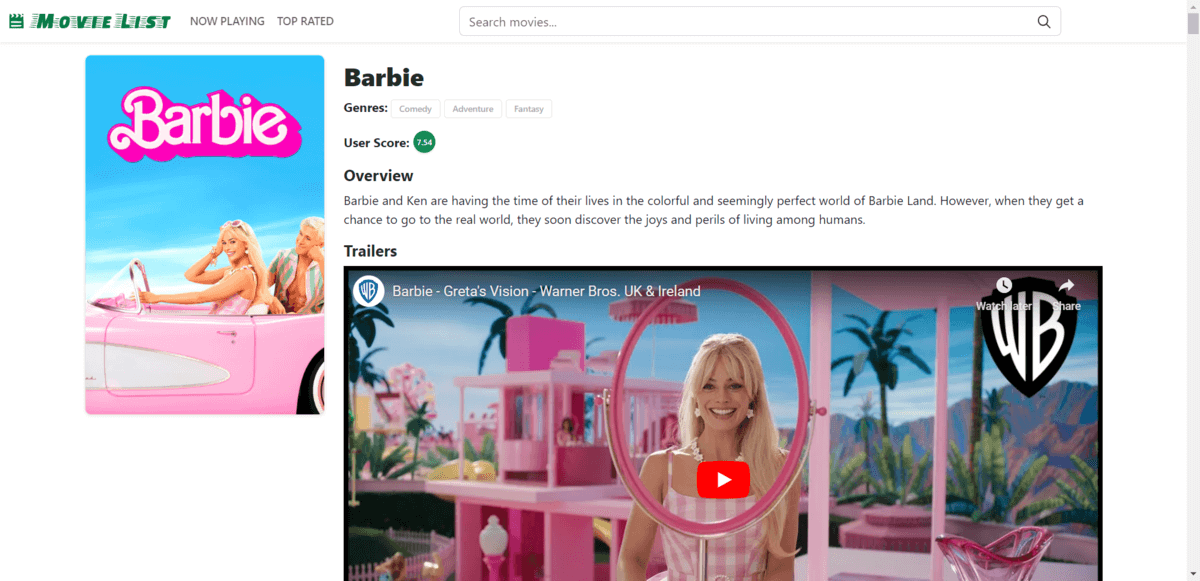 Movie List
NOW PLAYING
TOP RATED
Search movies...
Barbie
Barbie
Genres:
Comedy
Adventure
Fantasy
User Score:
7.54
Overview
Barbie and Ken are having the time of their lives in the colorful and seemingly perfect world of Barbie Land. However, when they get a
chance to go to the real world, they soon discover the joys and perils of living among humans.
Trailers
Barbie - Greta's Vision - Warner Bros. UK & Ireland
Watch later
Share
WB